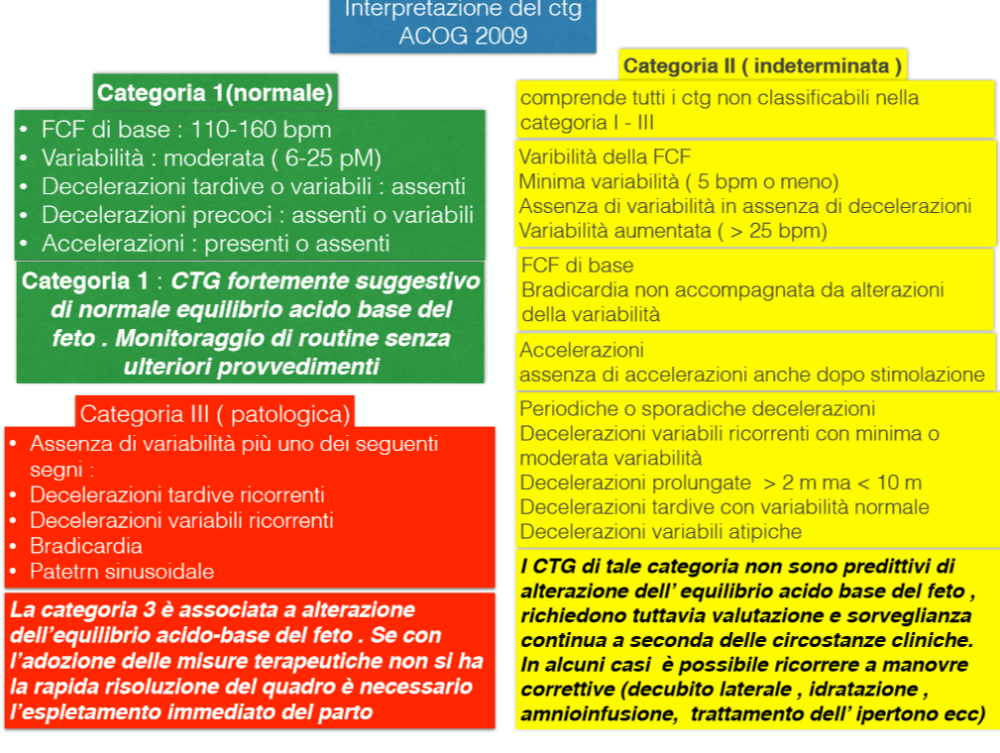 Interpretazione del ctg
ACOG 2009
Categoria 1(normale)
• FCF di base : 110-160 bpm
• Variabilità : moderata ( 6-25 pM)
• Decelerazioni tardive o variabili : assenti
• Decelerazioni precoci : assenti o variabili
• Accelerazioni : presenti o assenti
Categoria 1 : CTG fortemente suggestivo
di normale equilibrio acido base del
feto . Monitoraggio di routine senza
ulteriori provvedimenti
Categoria III ( patologica)
• Assenza di variabilità più uno dei seguenti
segni :
• Decelerazioni tardive ricorrenti
• Decelerazioni variabili ricorrenti
• Bradicardia
• Patetrn sinusoidale
La categoria 3 è associata a alterazione
dell'equilibrio acido-base del feto . Se con
l'adozione delle misure terapeutiche non si ha
la rapida risoluzione del quadro è necessario
l'espletamento immediato del parto
Categoria II ( indeterminata )
comprende tutti i ctg non classificabili nella
categoria I - III
Varibilità della FCF
Minima variabilità ( 5 bpm o meno)
Assenza di variabilità in assenza di decelerazioni
Variabilità aumentata ( > 25 bpm)
FCF di base
Bradicardia non accompagnata da alterazioni
della variabilità
Accelerazioni
assenza di accelerazioni anche dopo stimolazione
Periodiche o sporadiche decelerazioni
Decelerazioni variabili ricorrenti con minima o
moderata variabilità
Decelerazioni prolungate > 2 m ma < 10 m
Decelerazioni tardive con variabilità normale
Decelerazioni variabili atipiche
I CTG di tale categoria non sono predittivi di
alterazione dell' equilibrio acido base del feto ,
richiedono tuttavia valutazione e sorveglianza
continua a seconda delle circostanze cliniche.
In alcuni casi è possibile ricorrere a manovre
correttive (decubito laterale , idratazione ,
amnioinfusione, trattamento dell' ipertono ecc)